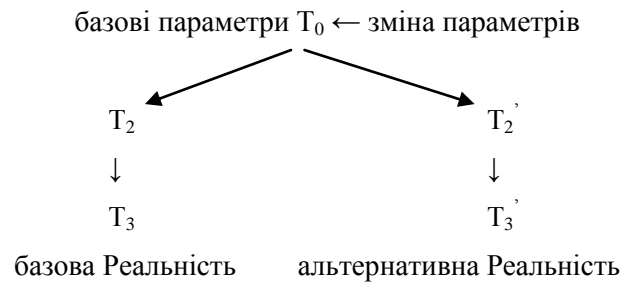 базові параметри T₀ ← зміна параметрів
T₂ T₂’
↓ ↓
T₃ T₃’
базова Реальність альтернативна Реальність